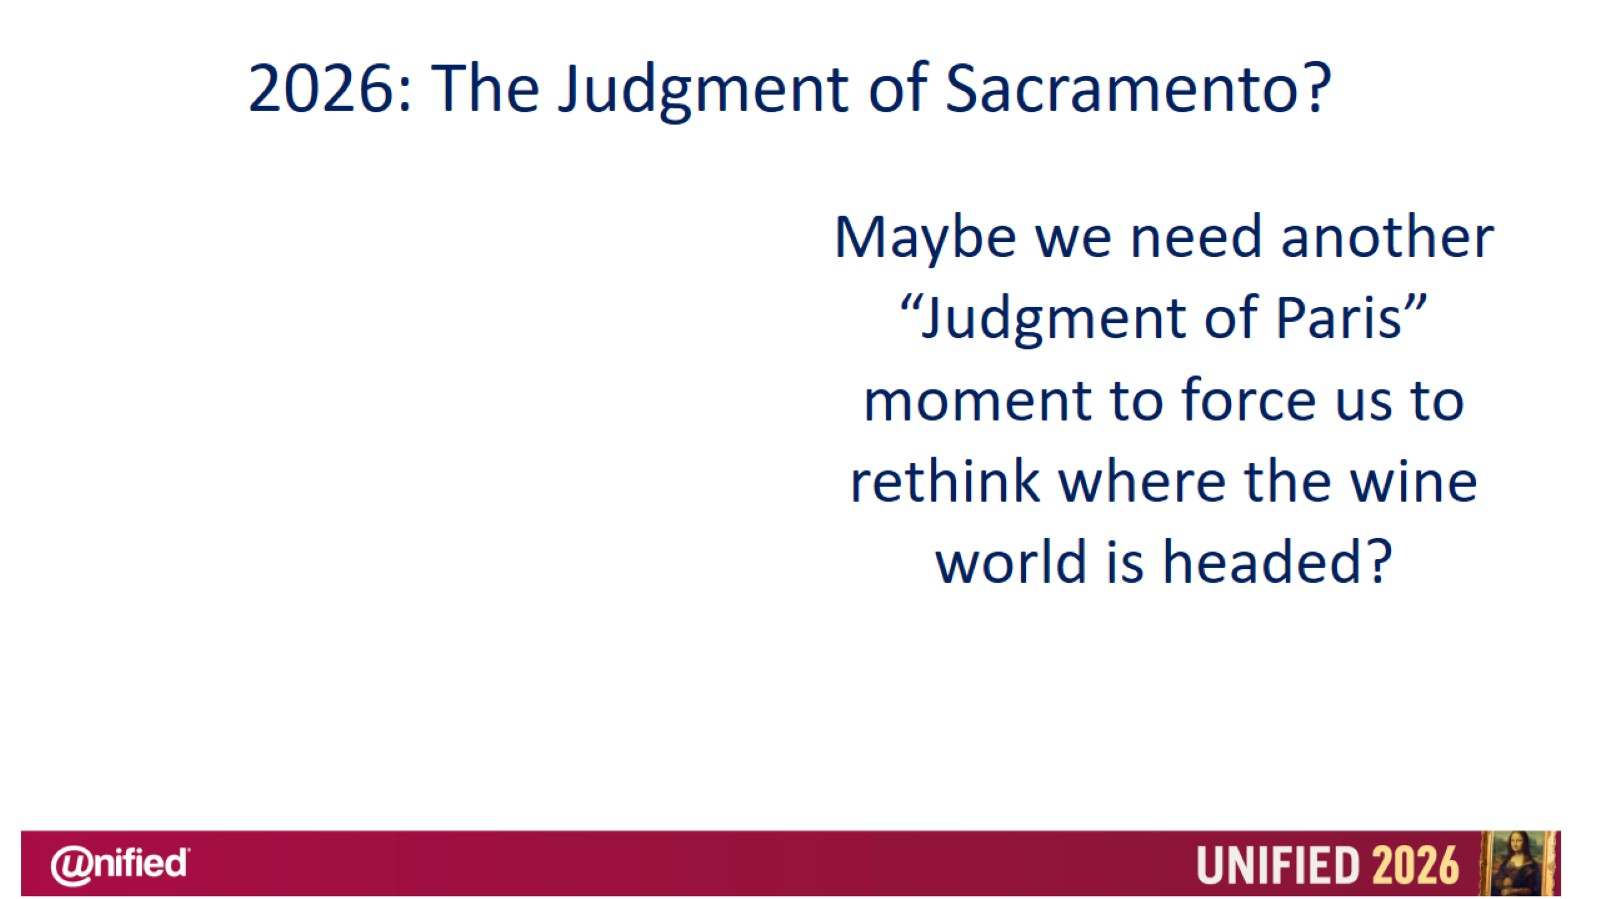 2026: The Judgment of Sacramento?
Maybe we need another
“Judgment of Paris”
moment to force us to
rethink where the wine
world is headed?
@unified
UNIFIED 2026